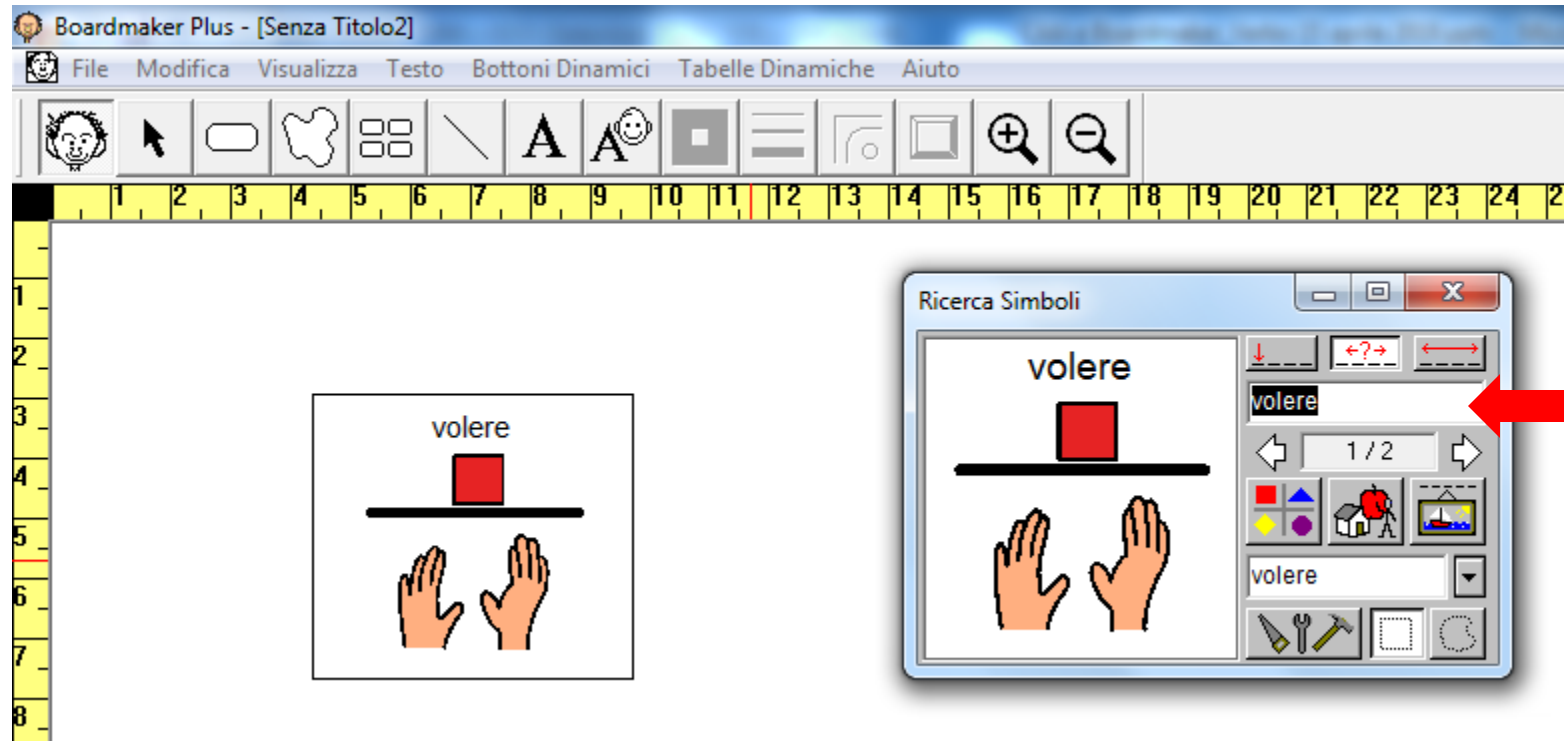 Boardmaker Plus - [Senza Titolo2]
File Modifica Visualizza Testo Bottoni Dinamici Tabelle Dinamiche Aiuto
A A
1 2 3 4 5 6 7 8 9 10 11 12 13 14 15 16 17 18 19 20 21 22 23 24 2
1
2
3
4
5
6
7
8
volere
Ricerca Simboli
volere
←?→
volere
1 / 2
volere